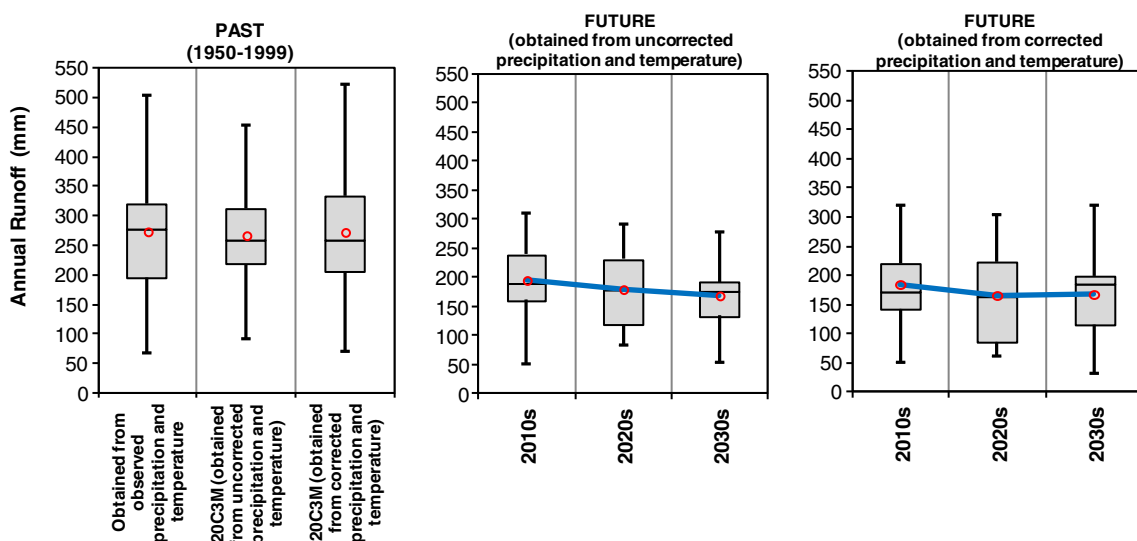 PAST
(1950-1999)
Annual Runoff (mm)
550
500
450
400
350
300
250
200
150
100
50
0
Obtained from
observed
precipitation and
temperature
20C3M (obtained
from uncorrected
precipitation and
temperature)
20C3M (obtained
from corrected
precipitation and
temperature)
FUTURE
(obtained from uncorrected
precipitation and temperature)
550
500
450
400
350
300
250
200
150
100
50
0
2010s
2020s
2030s
FUTURE
(obtained from corrected
precipitation and temperature)
550
500
450
400
350
300
250
200
150
100
50
0
2010s
2020s
2030s